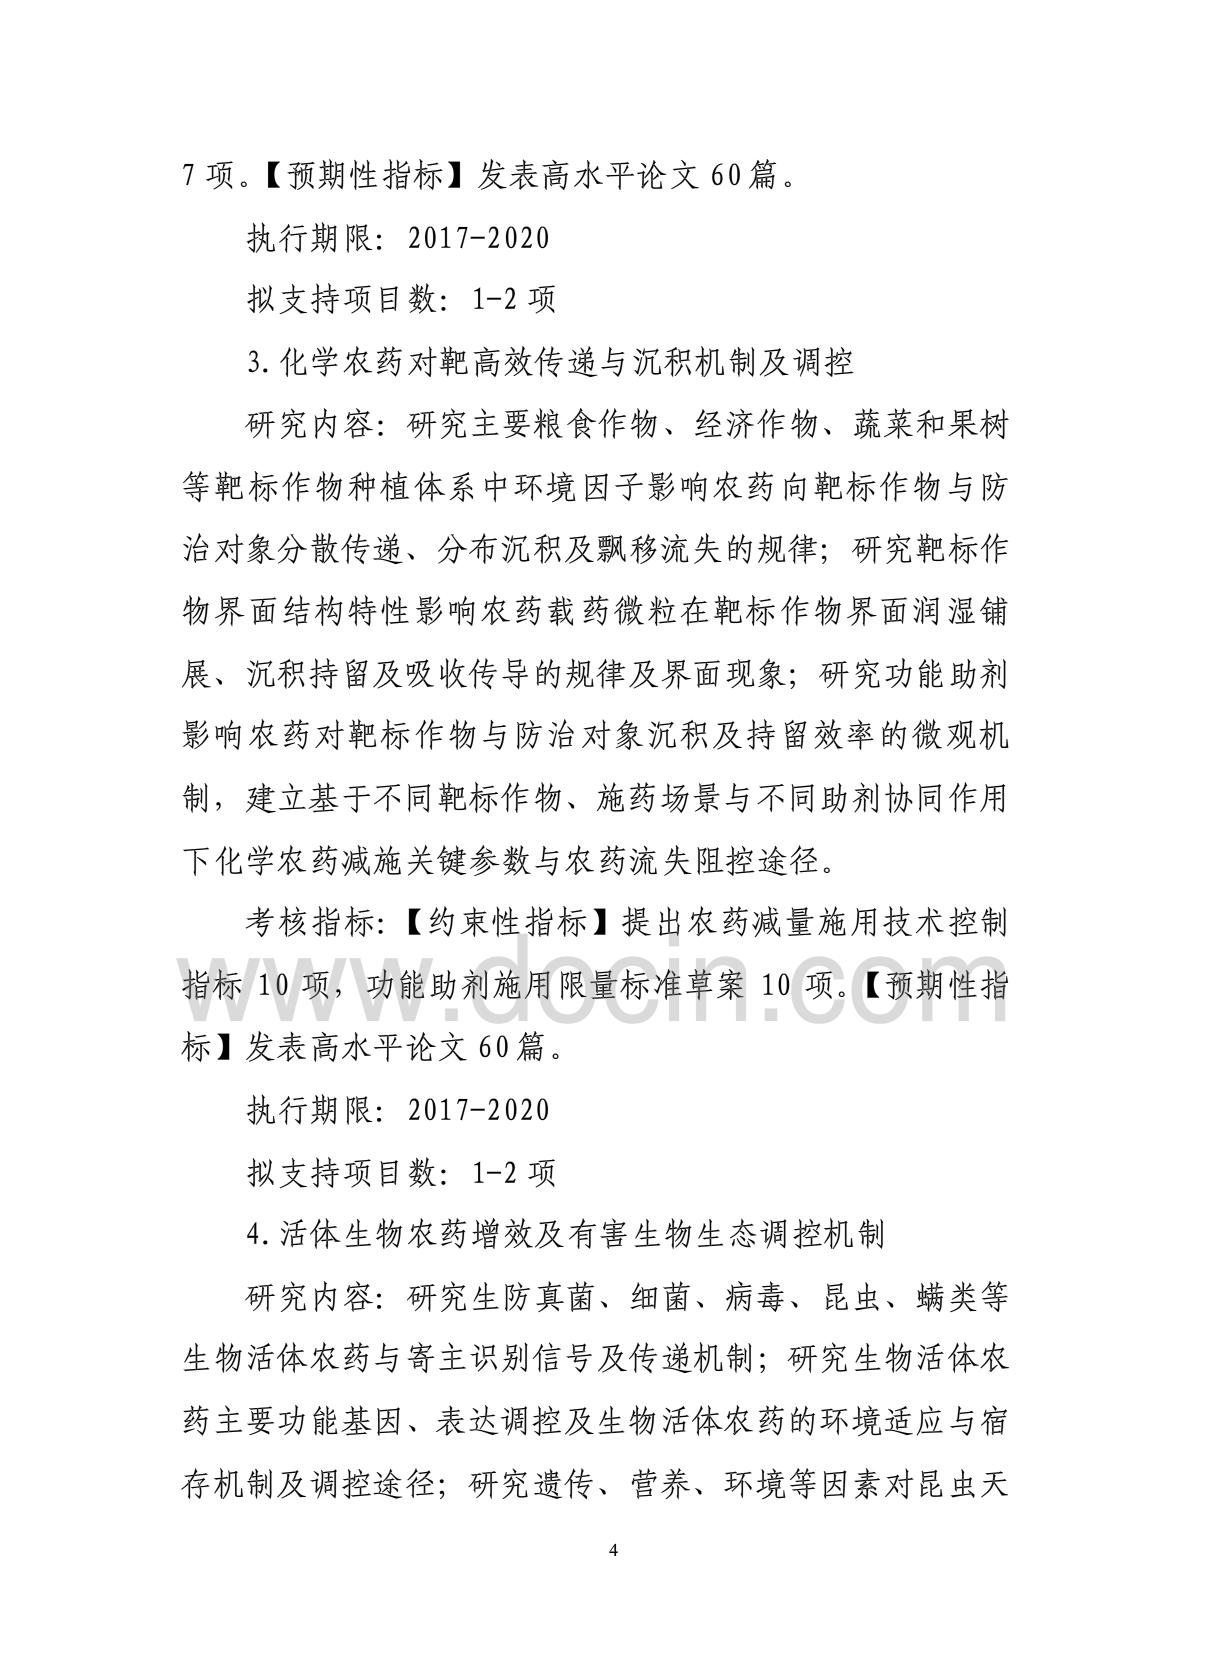 7 项。【预期性指标】发表高水平论文 60 篇。
执行期限：2017-2020
拟支持项目数：1-2 项
3.化学农药对靶高效传递与沉积机制及调控
研究内容：研究主要粮食作物、经济作物、蔬菜和果树
等靶标作物种植体系中环境因子影响农药向靶标作物与防
治对象分散传递、分布沉积及飘移流失的规律；研究靶标作
物界面结构特性影响农药载药微粒在靶标作物界面润湿铺
展、沉积持留及吸收传导的规律及界面现象；研究功能助剂
影响农药对靶标作物与防治对象沉积及持留效率的微观机
制，建立基于不同靶标作物、施药场景与不同助剂协同作用
下化学农药减施关键参数与农药流失阻控途径。
考核指标：【约束性指标】提出农药减量施用技术控制
指标 10 项，功能助剂施用限量标准草案 10 项。【预期性指
标】发表高水平论文 60 篇。
www.docin.com
执行期限：2017-2020
拟支持项目数：1-2 项
4.活体生物农药增效及有害生物生态调控机制
研究内容：研究生防真菌、细菌、病毒、昆虫、螨类等
生物活体农药与寄主识别信号及传递机制；研究生物活体农
药主要功能基因、表达调控及生物活体农药的环境适应与宿
存机制及调控途径；研究遗传、营养、环境等因素对昆虫天
4